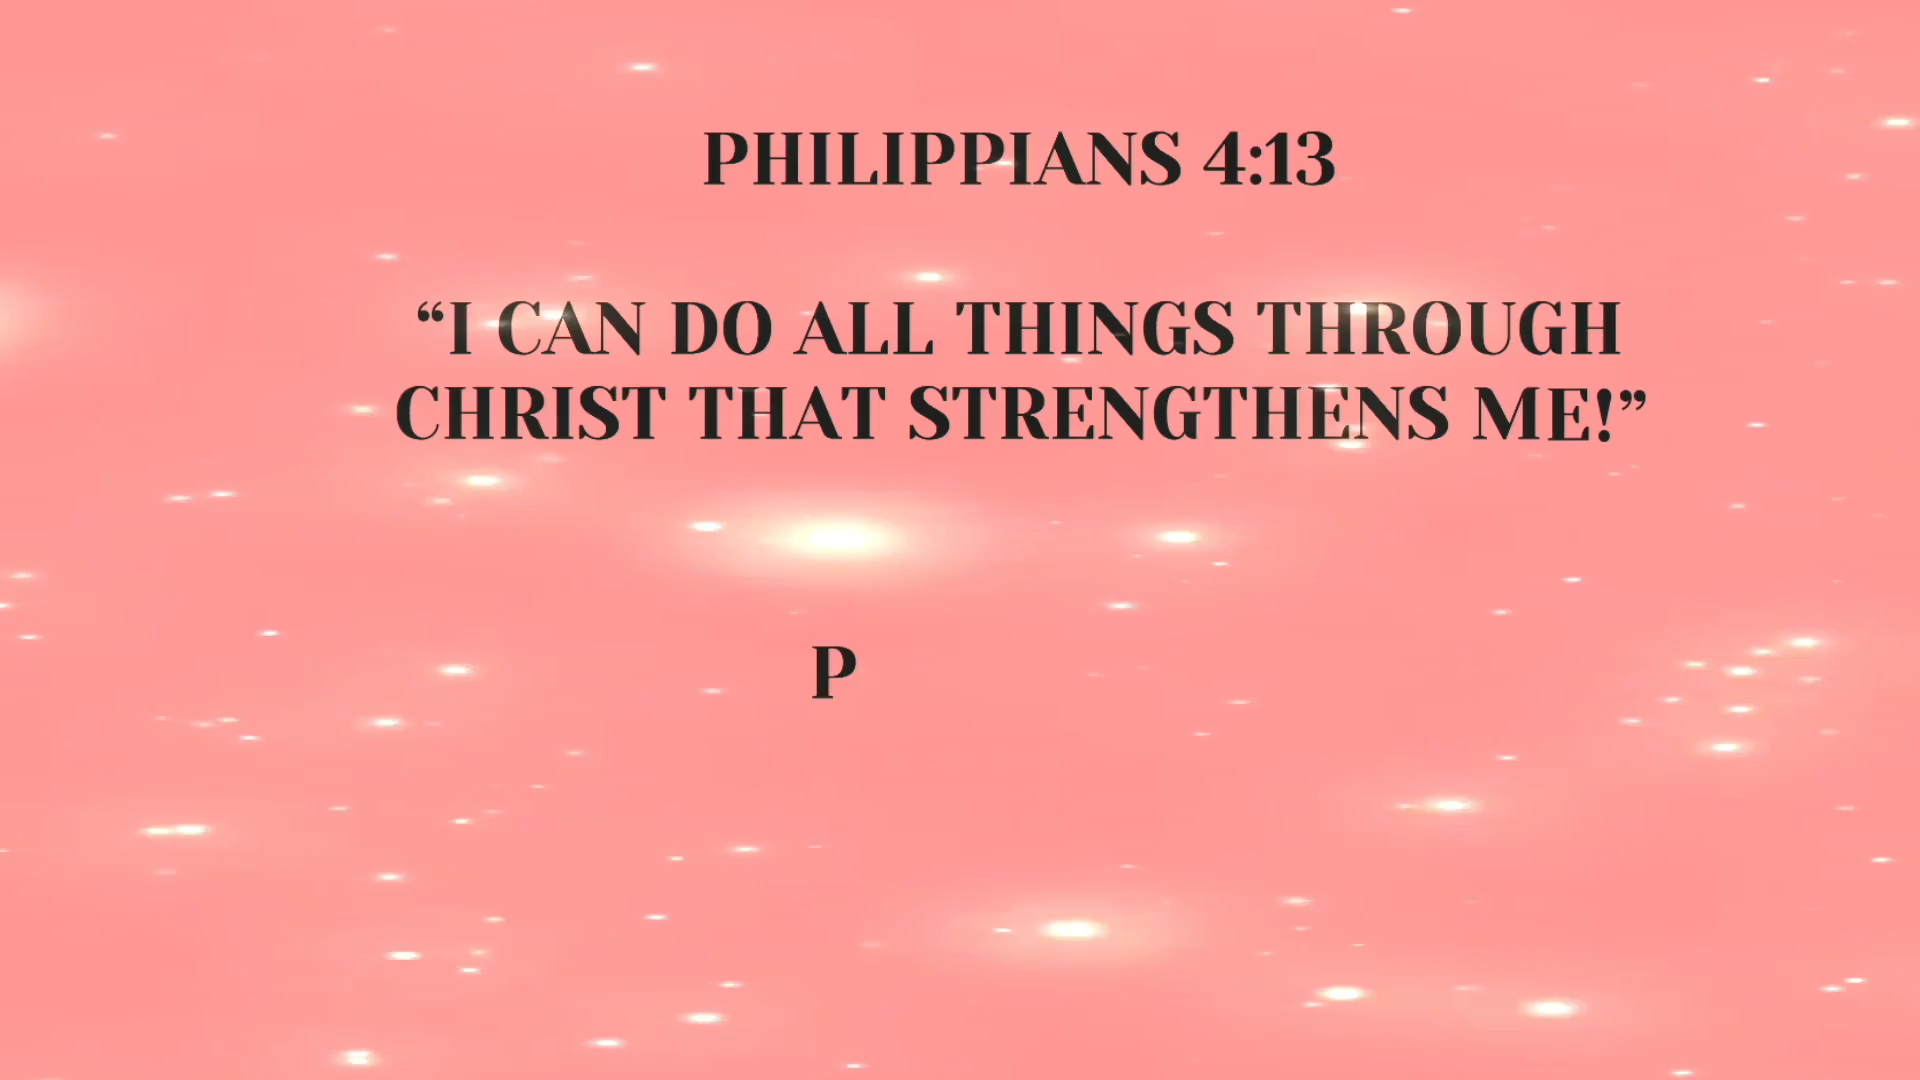 PHILIPPIANS 4:13
“I CAN DO ALL THINGS THROUGH
CHRIST THAT STRENGTHENS ME!”
P